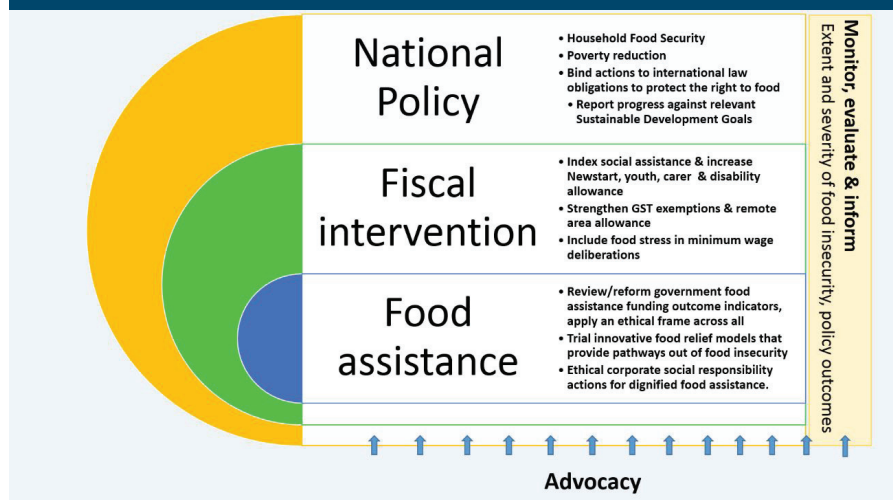 National
Policy
• Household Food Security
• Poverty reduction
• Bind actions to international law
obligations to protect the right to food
• Report progress against relevant
Sustainable Development Goals
Fiscal
intervention
• Index social assistance & increase
Newstart, youth, carer & disability
allowance
• Strengthen GST exemptions & remote
area allowance
• Include food stress in minimum wage
deliberations
Food
assistance
• Review/reform government food
assistance funding outcome indicators,
apply an ethical frame across all
• Trial innovative food relief models that
provide pathways out of food insecurity
• Ethical corporate social responsibility
actions for dignified food assistance.
Monitor, evaluate & inform
Extent and severity of food insecurity, policy outcomes
Advocacy